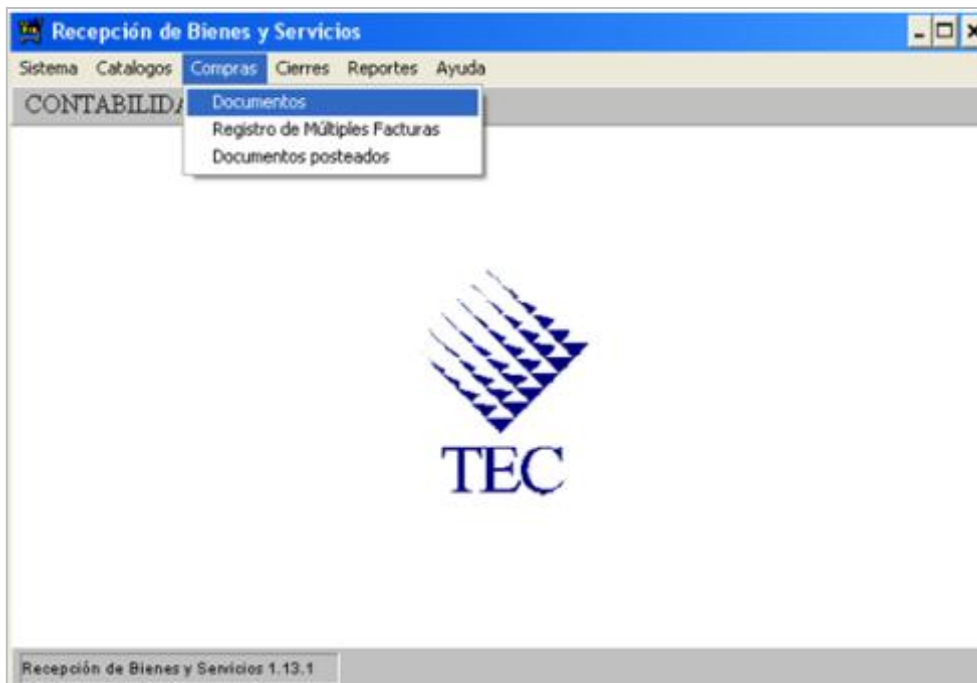 Recepción de Bienes y Servicios
Sistema Catalogos Compras Cierres Reportes Ayuda
Documentos
Registro de Múltiples Facturas
Documentos posteados
TEC
Recepción de Bienes y Servicios 1.13.1